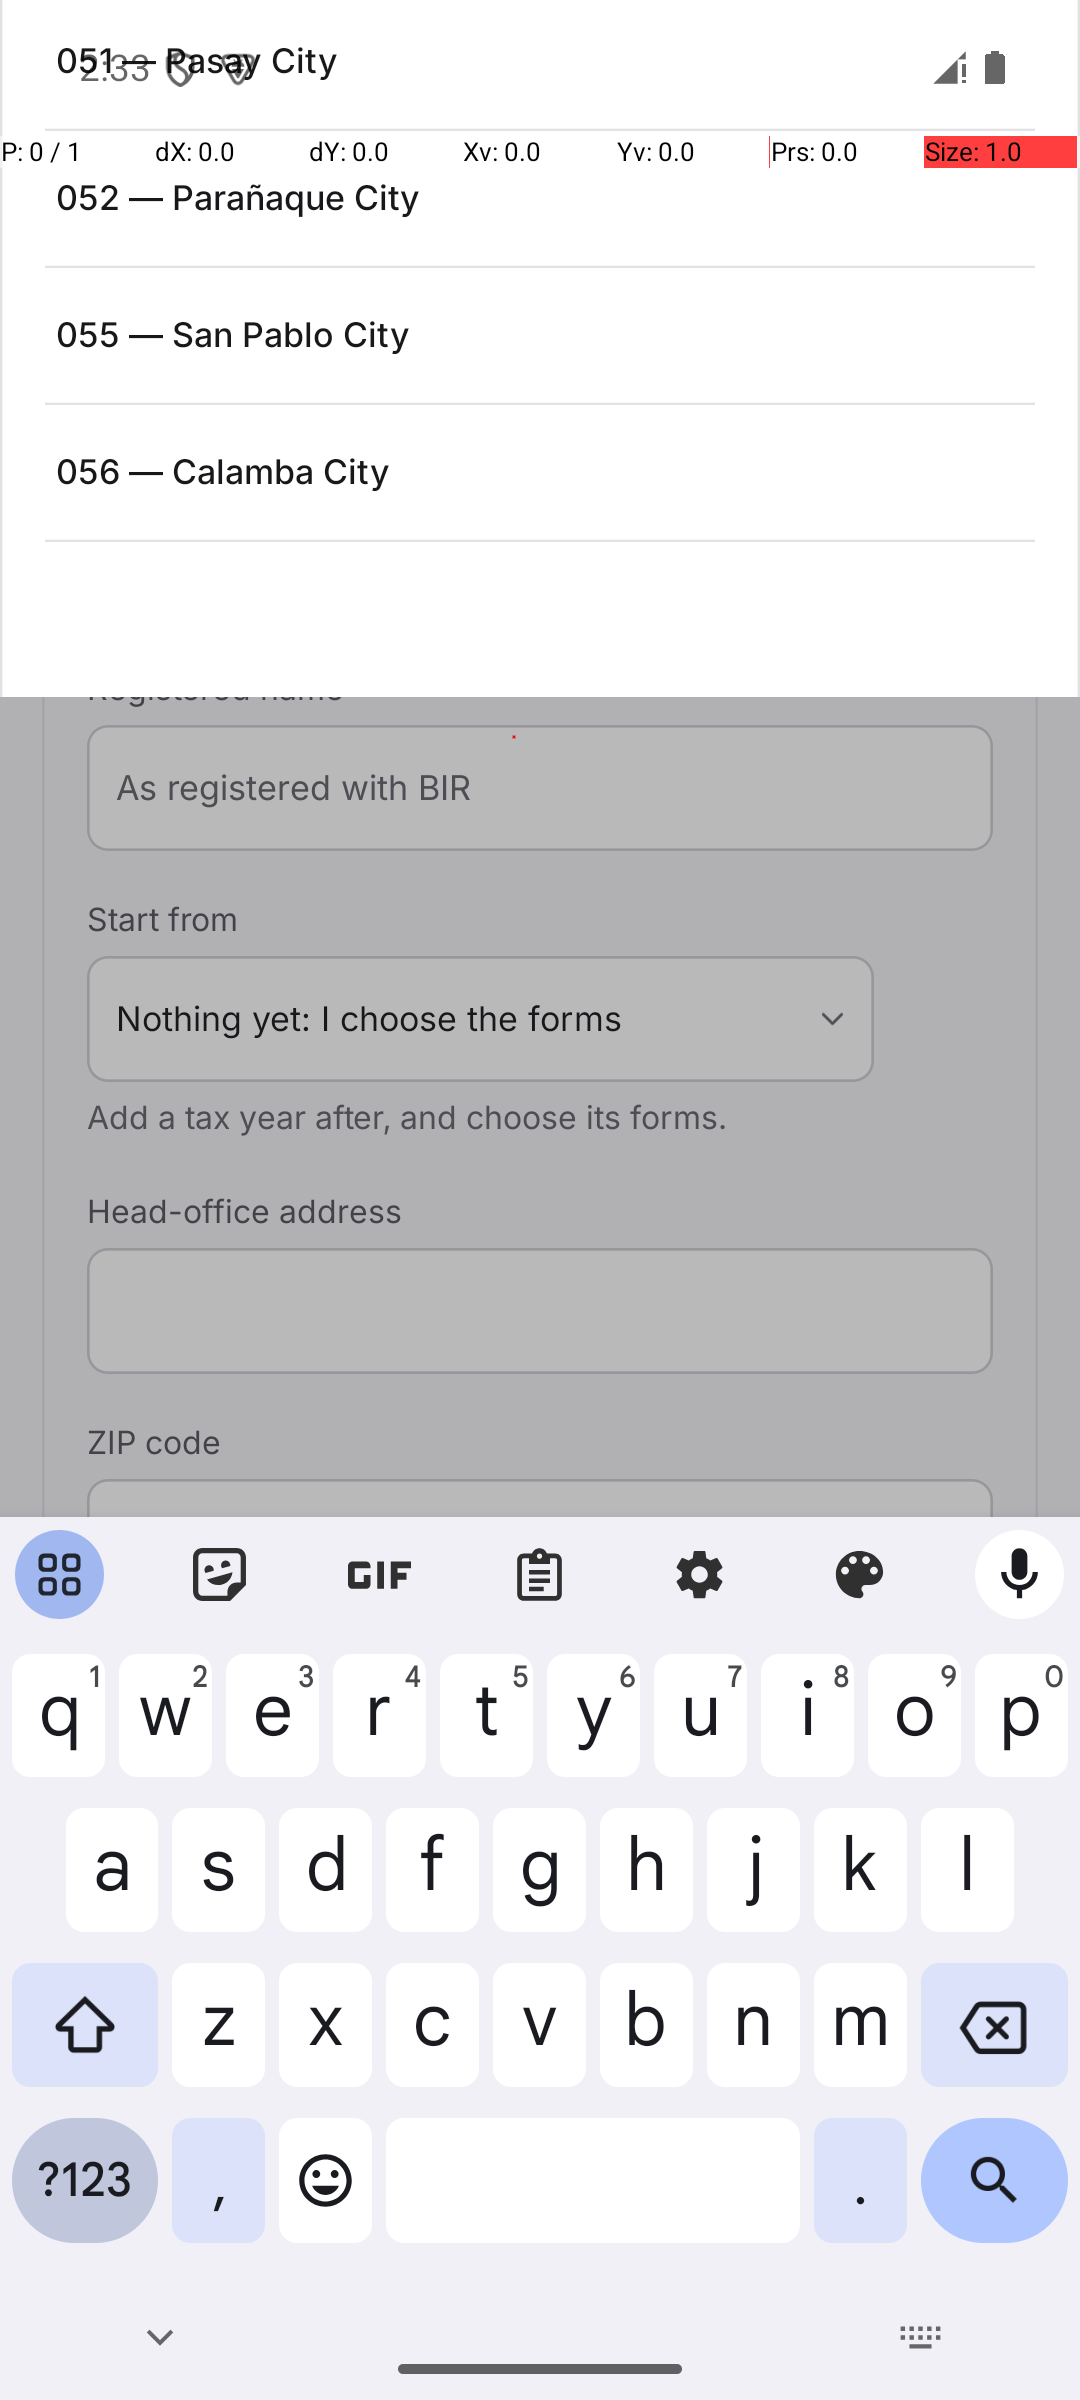 051 — Pasay City
2:33
P: 0 / 1 dX: 0.0 dY: 0.0 Xv: 0.0 Yv: 0.0 Prs: 0.0 Size: 1.0
052 — Parañaque City
055 — San Pablo City
056 — Calamba City
Registered name
As registered with BIR
Start from
Nothing yet: I choose the forms
Add a tax year after, and choose its forms.
Head-office address
ZIP code
GIF
q 1 w 2 e 3 r 4 t 5 y 6 u 7 i 8 o 9 p 0
a s d f g h j k l
z x c v b n m
?123 , .